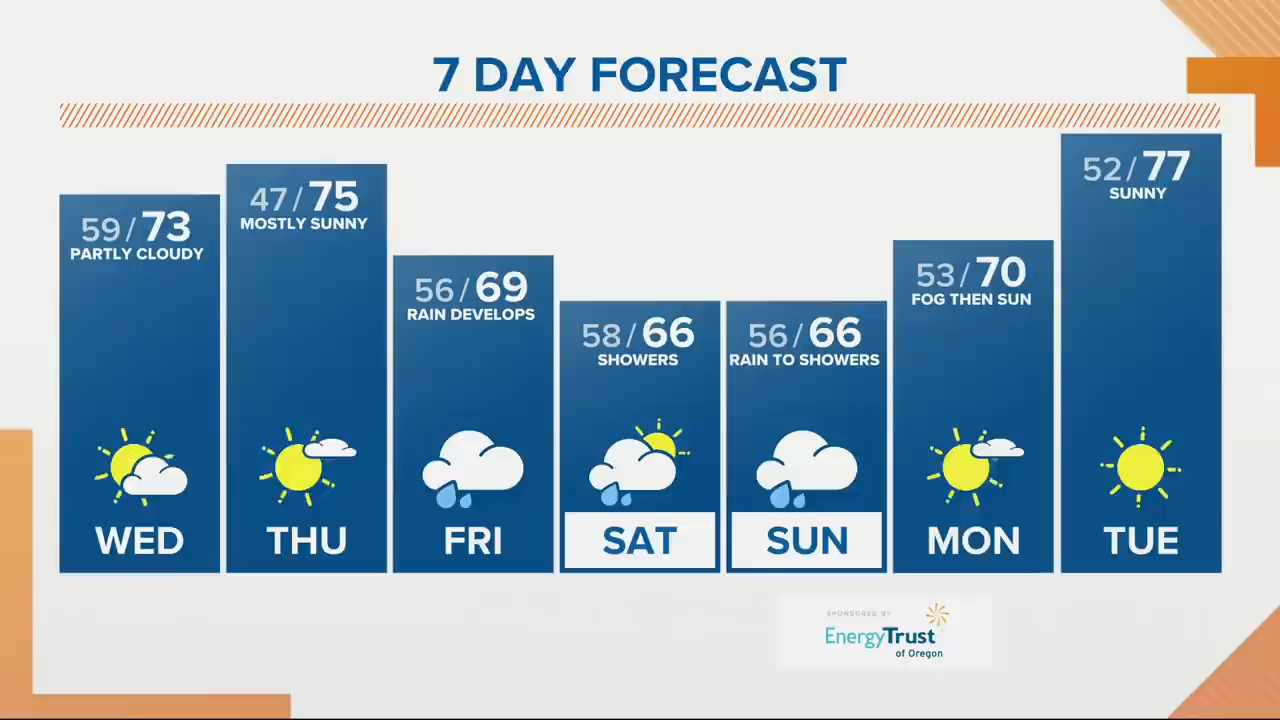 7 DAY FORECAST
59/73
PARTLY CLOUDY
WED
47/75
MOSTLY SUNNY
THU
56/69
RAIN DEVELOPS
FRI
58/66
SHOWERS
SAT
56/66
RAIN TO SHOWERS
SUN
53/70
FOG THEN SUN
MON
52/77
SUNNY
TUE
SPONSORED BY
EnergyTrust
of Oregon